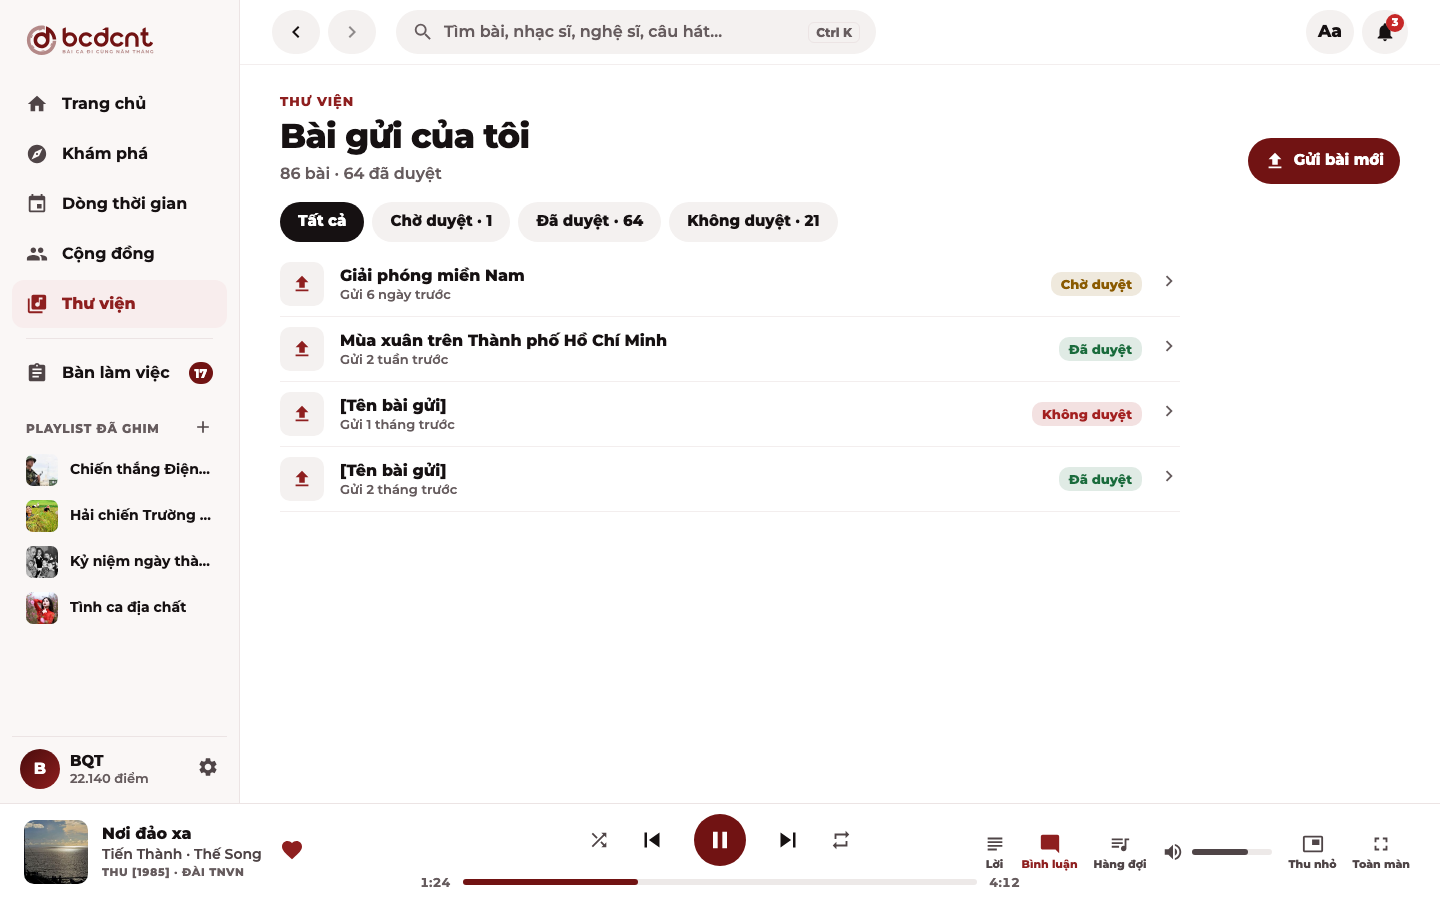 bcdcnt
BÀI CA ĐI CÙNG NĂM THÁNG
Trang chủ
Khám phá
Dòng thời gian
Cộng đồng
Thư viện
Bàn làm việc
17
PLAYLIST ĐÃ GHIM
Chiến thắng Điện...
Hải chiến Trường ...
Kỷ niệm ngày thà...
Tình ca địa chất
B
BQT
22.140 điểm
Tìm bài, nhạc sĩ, nghệ sĩ, câu hát...
Ctrl K
Aa
3
THƯ VIỆN
Bài gửi của tôi
86 bài · 64 đã duyệt
Gửi bài mới
Tất cả
Chờ duyệt · 1
Đã duyệt · 64
Không duyệt · 21
Giải phóng miền Nam
Gửi 6 ngày trước
Chờ duyệt
Mùa xuân trên Thành phố Hồ Chí Minh
Gửi 2 tuần trước
Đã duyệt
[Tên bài gửi]
Gửi 1 tháng trước
Không duyệt
[Tên bài gửi]
Gửi 2 tháng trước
Đã duyệt
Nơi đảo xa
Tiến Thành · Thế Song
THU [1985] · ĐÀI TNVN
1:24
4:12
Lời
Bình luận
Hàng đợi
Thu nhỏ
Toàn màn